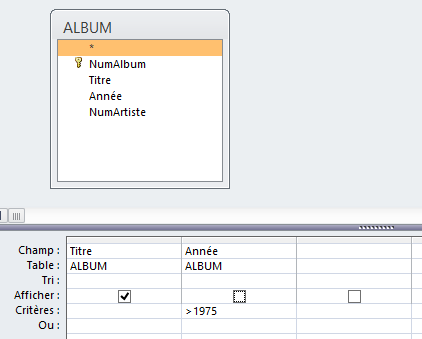 ALBUM
*
NumAlbum
Titre
Année
NumArtiste
Champ : Titre Année
Table : ALBUM ALBUM
Tri :
Afficher :
Critères : >1975
Ou :